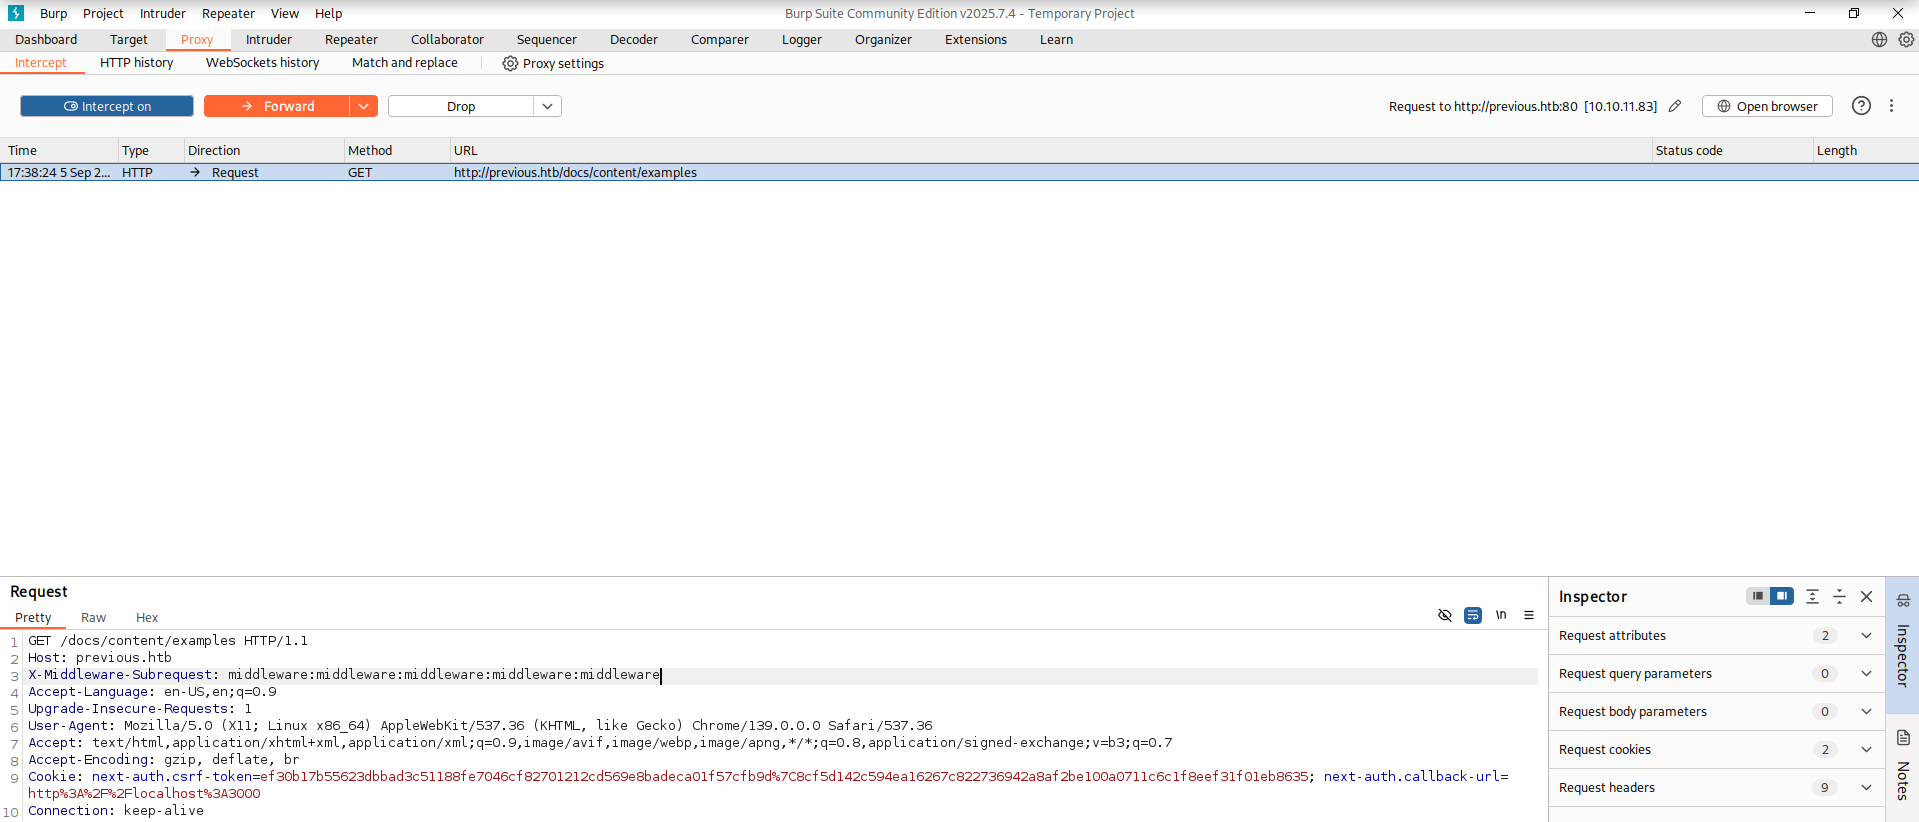 Burp Project Intruder Repeater View Help Burp Suite Community Edition v2025.7.4 - Temporary Project
Dashboard Target Proxy Intruder Repeater Collaborator Sequencer Decoder Comparer Logger Organizer Extensions Learn
Intercept HTTP history WebSockets history Match and replace Proxy settings
Intercept on Forward Drop Request to http://previous.htb:80 [10.10.11.83] Open browser
Time Type Direction Method URL Status code Length
17:38:24 5 Sep 2... HTTP Request GET http://previous.htb/docs/content/examples
Request
Pretty Raw Hex \n
1 GET /docs/content/examples HTTP/1.1
2 Host: previous.htb
3 X-Middleware-Subrequest: middleware:middleware:middleware:middleware:middleware
4 Accept-Language: en-US,en;q=0.9
5 Upgrade-Insecure-Requests: 1
6 User-Agent: Mozilla/5.0 (X11; Linux x86_64) AppleWebKit/537.36 (KHTML, like Gecko) Chrome/139.0.0.0 Safari/537.36
7 Accept: text/html,application/xhtml+xml,application/xml;q=0.9,image/avif,image/webp,image/apng,*/*;q=0.8,application/signed-exchange;v=b3;q=0.7
8 Accept-Encoding: gzip, deflate, br
9 Cookie: next-auth.csrf-token=ef30b17b55623dbbad3c51188fe7046cf82701212cd569e8badeca01f57cfb9d%7C8cf5d142c594ea16267c822736942a8af2be100a0711c6c1f8eef31f01eb8635; next-auth.callback-url=
http%3A%2F%2Flocalhost%3A3000
10 Connection: keep-alive
Inspector
Request attributes 2
Request query parameters 0
Request body parameters 0
Request cookies 2
Request headers 9
Inspector
Notes